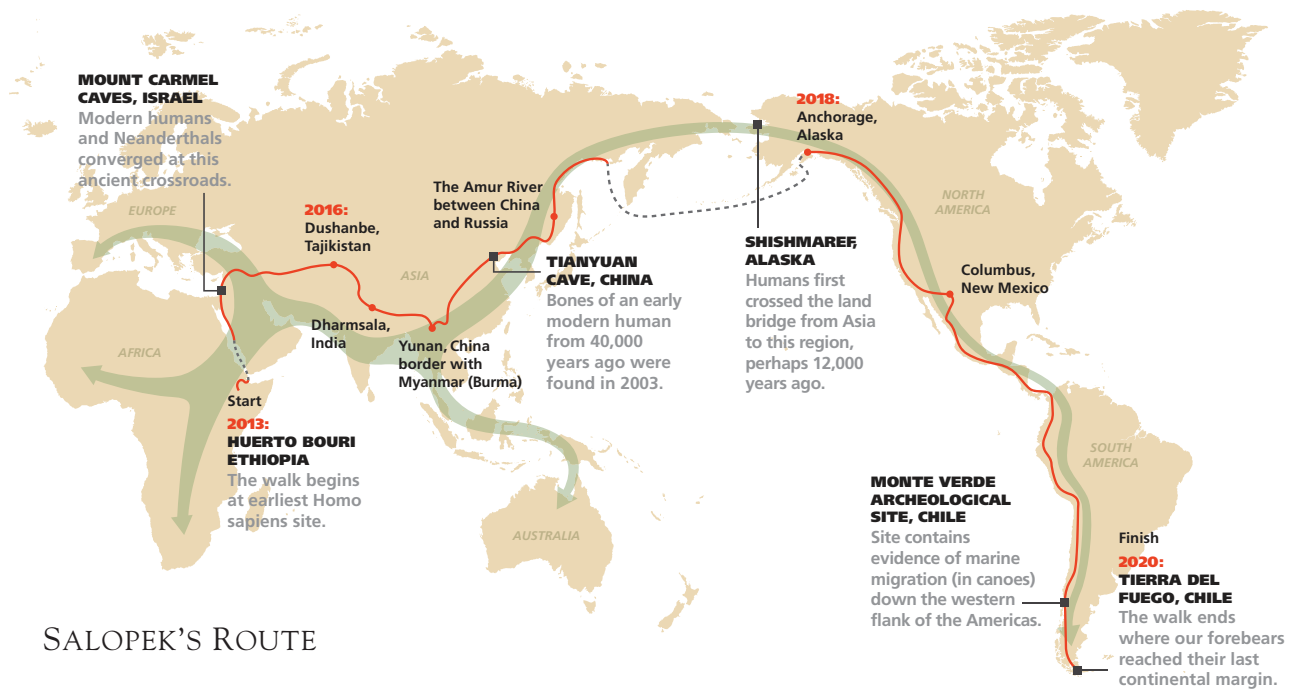 MOUNT CARMEL
CAVES, ISRAEL
Modern humans
and Neanderthals
converged at this
ancient crossroads.
EUROPE
2016:
Dushanbe,
Tajikistan
The Amur River
between China
and Russia
ASIA
TIANYUAN
CAVE, CHINA
Bones of an early
modern human
from 40,000
years ago were
found in 2003.
2018:
Anchorage,
Alaska
NORTH
AMERICA
SHISHMAREF,
ALASKA
Humans first
crossed the land
bridge from Asia
to this region,
perhaps 12,000
years ago.
Columbus,
New Mexico
Dharmsala,
India
Yunan, China
border with
Myanmar (Burma)
AFRICA
Start
2013:
HUERTO BOURI
ETHIOPIA
The walk begins
at earliest Homo
sapiens site.
AUSTRALIA
SOUTH
AMERICA
MONTE VERDE
ARCHEOLOGICAL
SITE, CHILE
Site contains
evidence of marine
migration (in canoes)
down the western
flank of the Americas.
Finish
2020:
TIERRA DEL
FUEGO, CHILE
The walk ends
where our forebears
reached their last
continental margin.
SALOPEK'S ROUTE